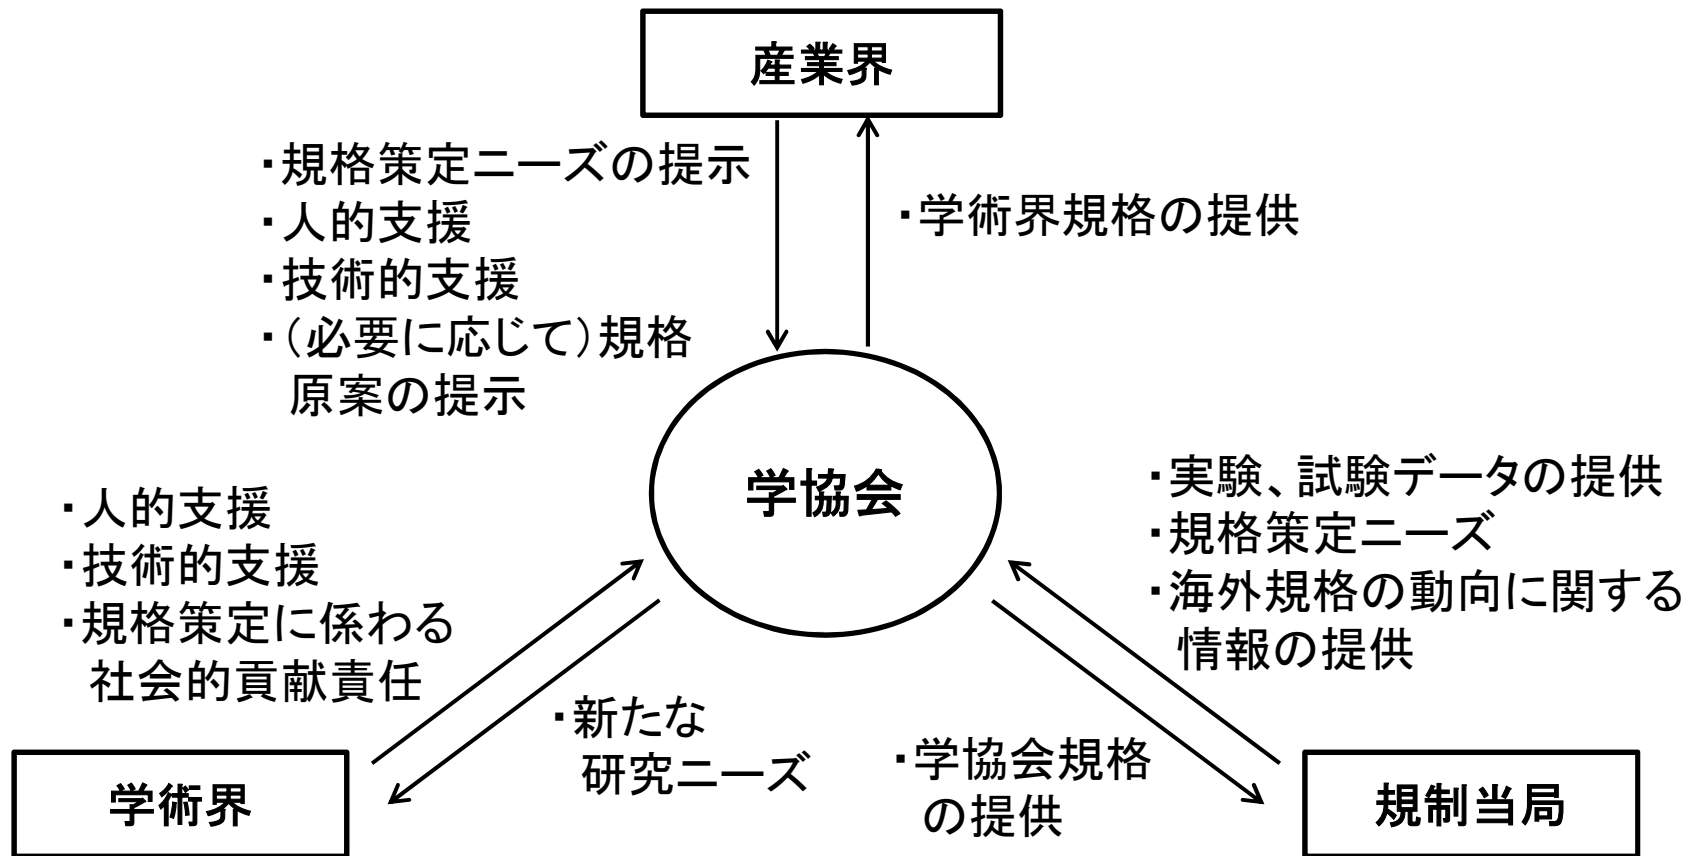 産業界
・規格策定ニーズの提示
・人的支援
・技術的支援
・（必要に応じて）規格
原案の提示
・学術界規格の提供
学協会
・人的支援
・技術的支援
・規格策定に係わる
社会的貢献責任
・実験、試験データの提供
・規格策定ニーズ
・海外規格の動向に関する
情報の提供
・新たな
研究ニーズ
・学協会規格
の提供
学術界
規制当局